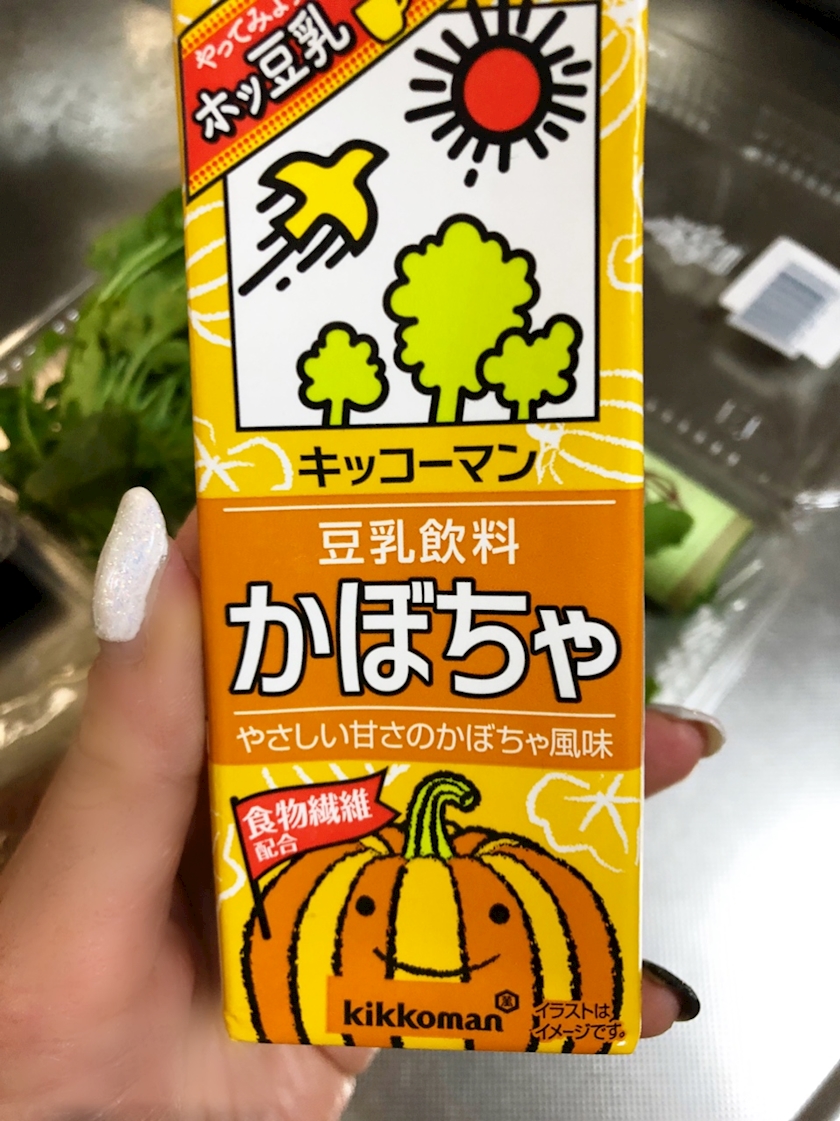 やってみよう
ホッ豆乳
キッコーマン
豆乳飲料
かぼちゃ
やさしい甘さのかぼちゃ風味
食物繊維
配合
kikkoman
イラストは
イメージです。